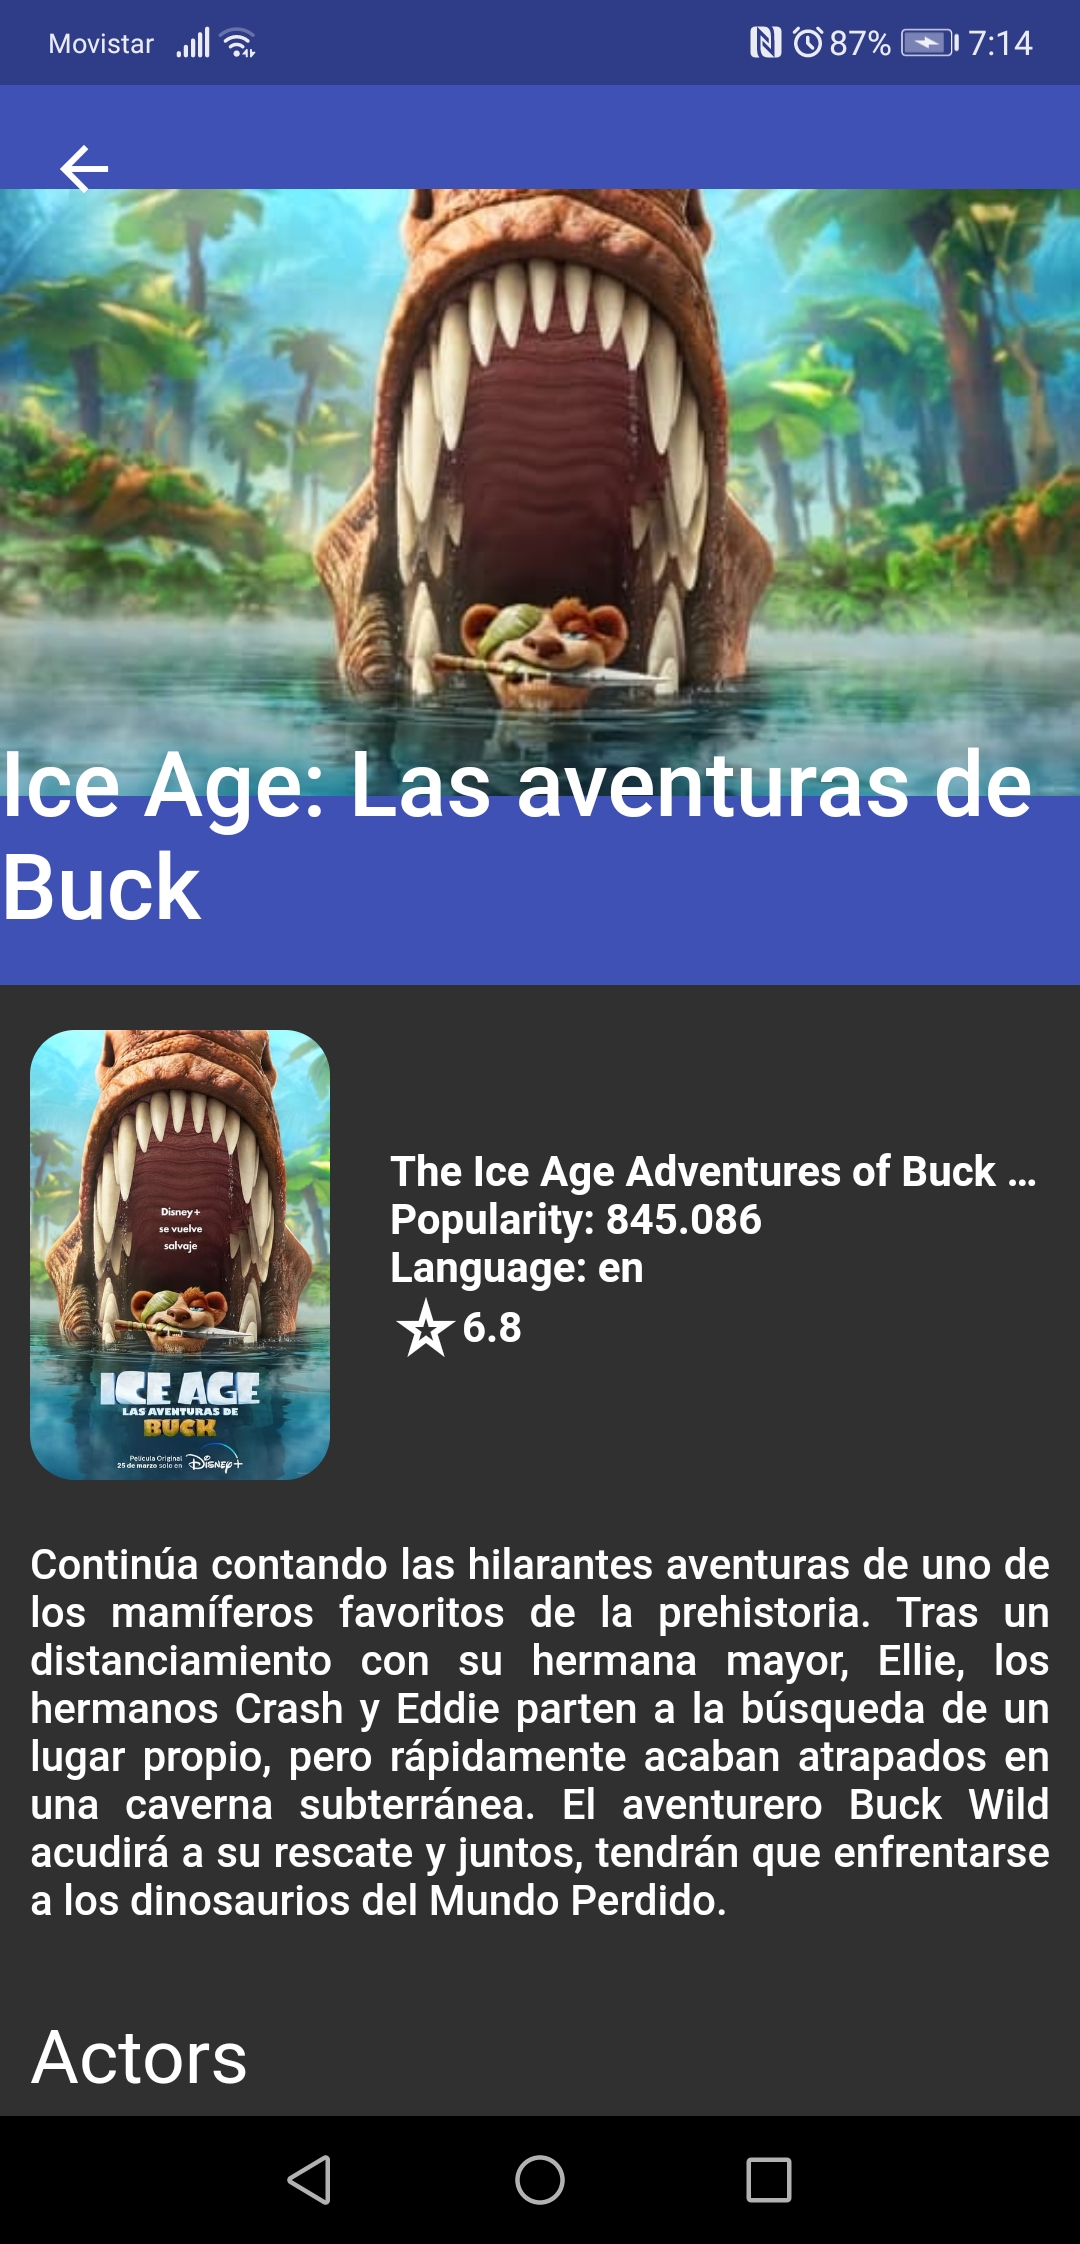 Movistar 87% 7:14
Ice Age: Las aventuras de
Buck
Disney+
se vuelve
salvaje
ICE AGE
LAS AVENTURAS DE
BUCK
Película Original
25 de marzo solo en Disney+
The Ice Age Adventures of Buck ...
Popularity: 845.086
Language: en
6.8
Continúa contando las hilarantes aventuras de uno de
los mamíferos favoritos de la prehistoria. Tras un
distanciamiento con su hermana mayor, Ellie, los
hermanos Crash y Eddie parten a la búsqueda de un
lugar propio, pero rápidamente acaban atrapados en
una caverna subterránea. El aventurero Buck Wild
acudirá a su rescate y juntos, tendrán que enfrentarse
a los dinosaurios del Mundo Perdido.
Actors